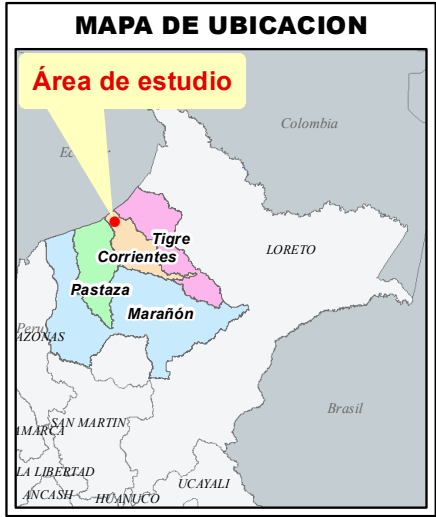 MAPA DE UBICACION
Área de estudio
Colombia
Tigre
LORETO
Corrientes
Pastaza
Marañón
Peru
AZONAS
Brasil
SAN MARTIN
AMARCA
LA LIBERTAD
UCAYALI
ANCASH
HUANUCO